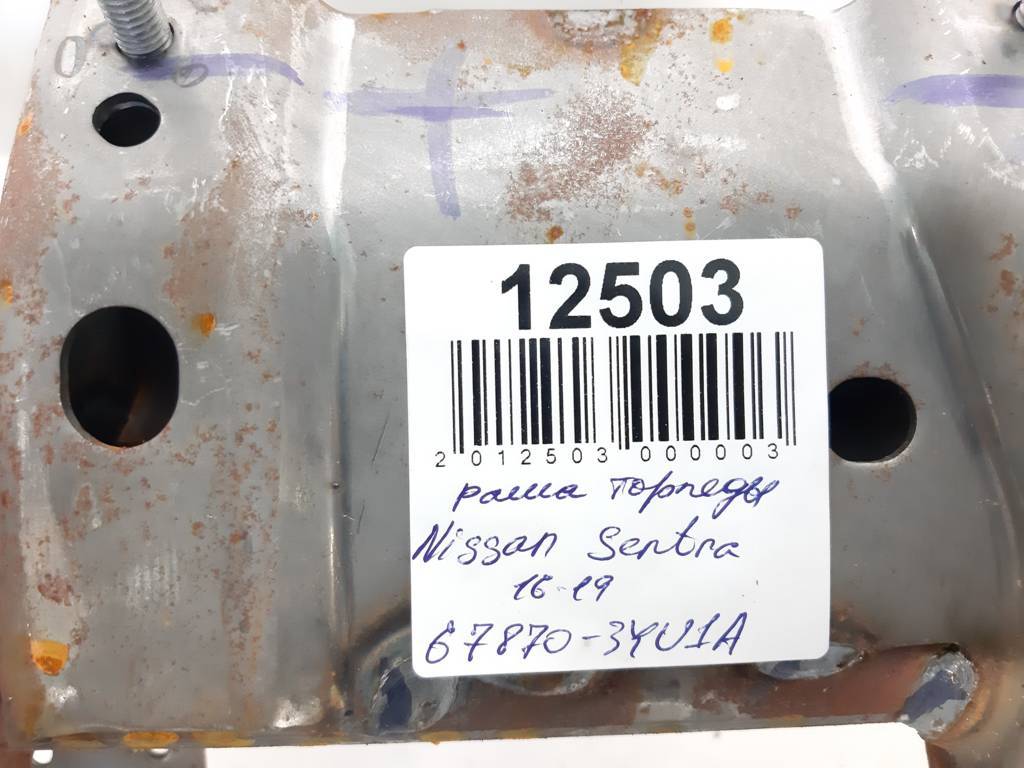 12503
2 012503 000003
рама торпеды
Nissan Sentra
16-19
67870-3YU1A